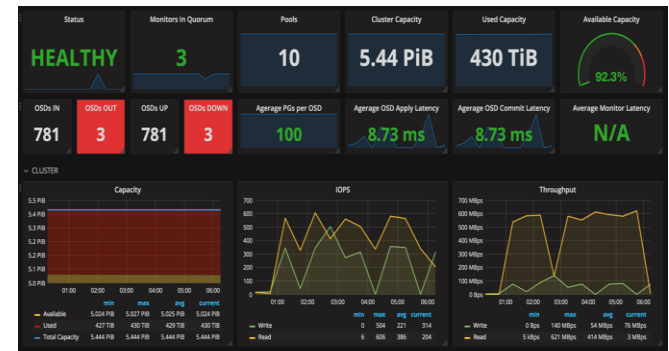 Status
Monitors In Quorum
Pools
Cluster Capacity
Used Capacity
Available Capacity
HEALTHY
3
10
5.44 PiB
430 TiB
92.3%
OSDs IN
OSDs OUT
OSDs UP
OSDs DOWN
Agerage PGs per OSD
Agerage OSD Apply Latency
Agerage OSD Commit Latency
Average Monitor Latency
781
3
781
3
100
8.73 ms
8.73 ms
N/A
CLUSTER
Capacity
5.5 PiB
5.4 PiB
5.3 PiB
5.2 PiB
5.1 PiB
5.0 PiB
01:00 02:00 03:00 04:00 05:00 06:00
min max avg current
Available 5.024 PiB 5.027 PiB 5.025 PiB 5.024 PiB
Used 427 TiB 430 TiB 429 TiB 430 TiB
Total Capacity 5.444 PiB 5.444 PiB 5.444 PiB 5.444 PiB
IOPS
700
600
500
400
300
200
100
0
01:00 02:00 03:00 04:00 05:00 06:00
min max avg current
Write 0 504 221 314
Read 6 606 386 204
Throughput
700 MBps
600 MBps
500 MBps
400 MBps
300 MBps
200 MBps
100 MBps
0 Bps
01:00 02:00 03:00 04:00 05:00 06:00
min max avg current
Write 0 Bps 140 MBps 54 MBps 76 MBps
Read 5 kBps 621 MBps 414 MBps 3 MBps